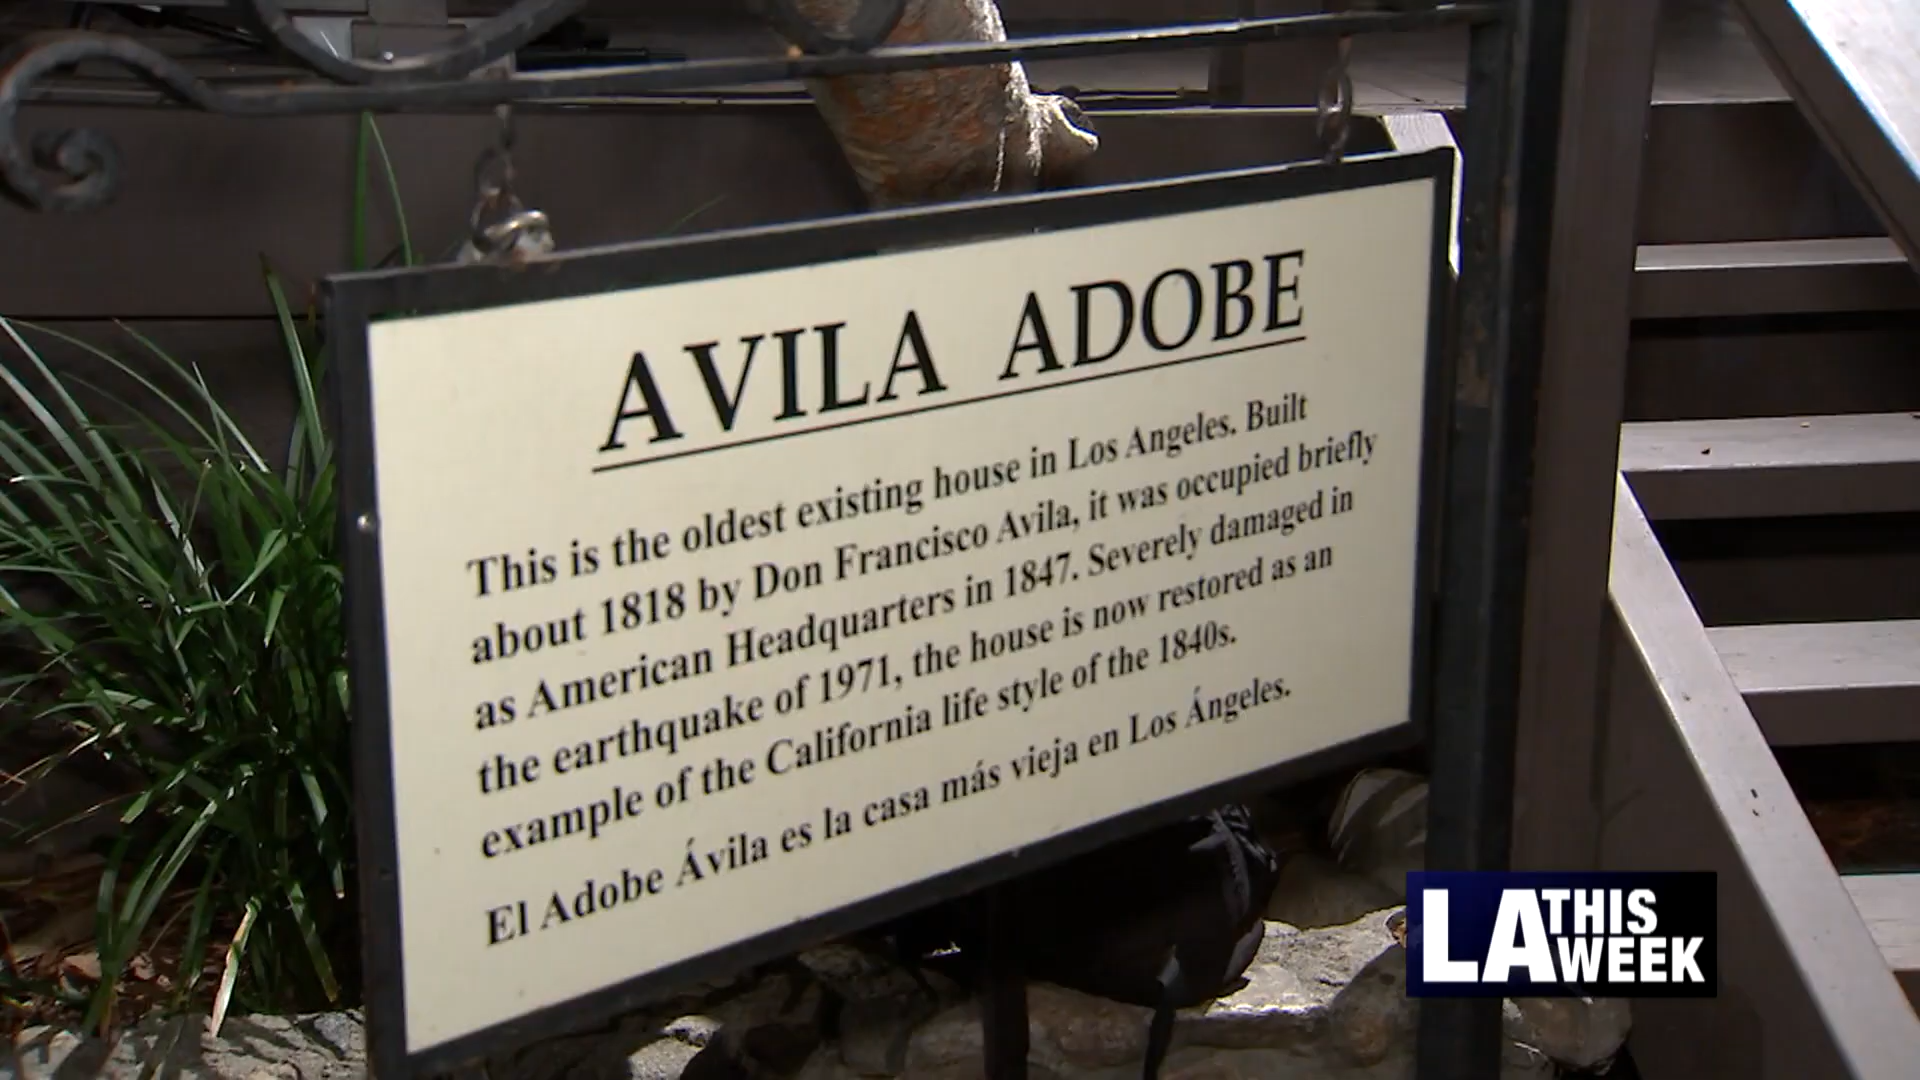 AVILA ADOBE
This is the oldest existing house in Los Angeles. Built
about 1818 by Don Francisco Avila, it was occupied briefly
as American Headquarters in 1847. Severely damaged in
the earthquake of 1971, the house is now restored as an
example of the California life style of the 1840s.
El Adobe Ávila es la casa más vieja en Los Ángeles.
LA THIS
WEEK